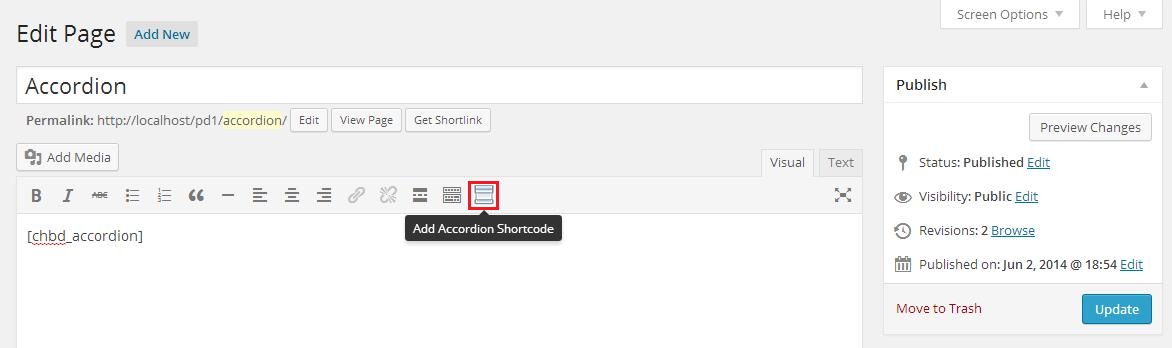 Screen Options Help
Edit Page Add New
Accordion
Permalink: http://localhost/pd1/accordion/ Edit View Page Get Shortlink
Add Media
Visual Text
B I ABC
Add Accordion Shortcode
[chbd_accordion]
Publish
Preview Changes
Status: Published Edit
Visibility: Public Edit
Revisions: 2 Browse
Published on: Jun 2, 2014 @ 18:54 Edit
Move to Trash Update